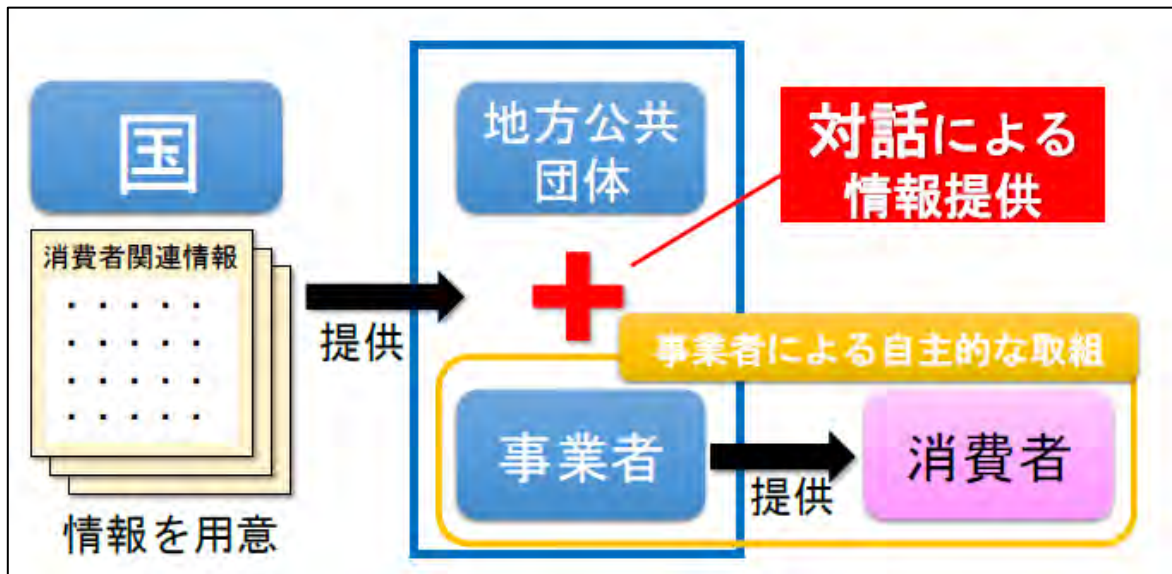 国
消費者関連情報
・・・・・
・・・・・
・・・・・
・・・・・
情報を用意
提供
地方公共
団体
対話による
情報提供
事業者による自主的な取組
事業者
提供
消費者